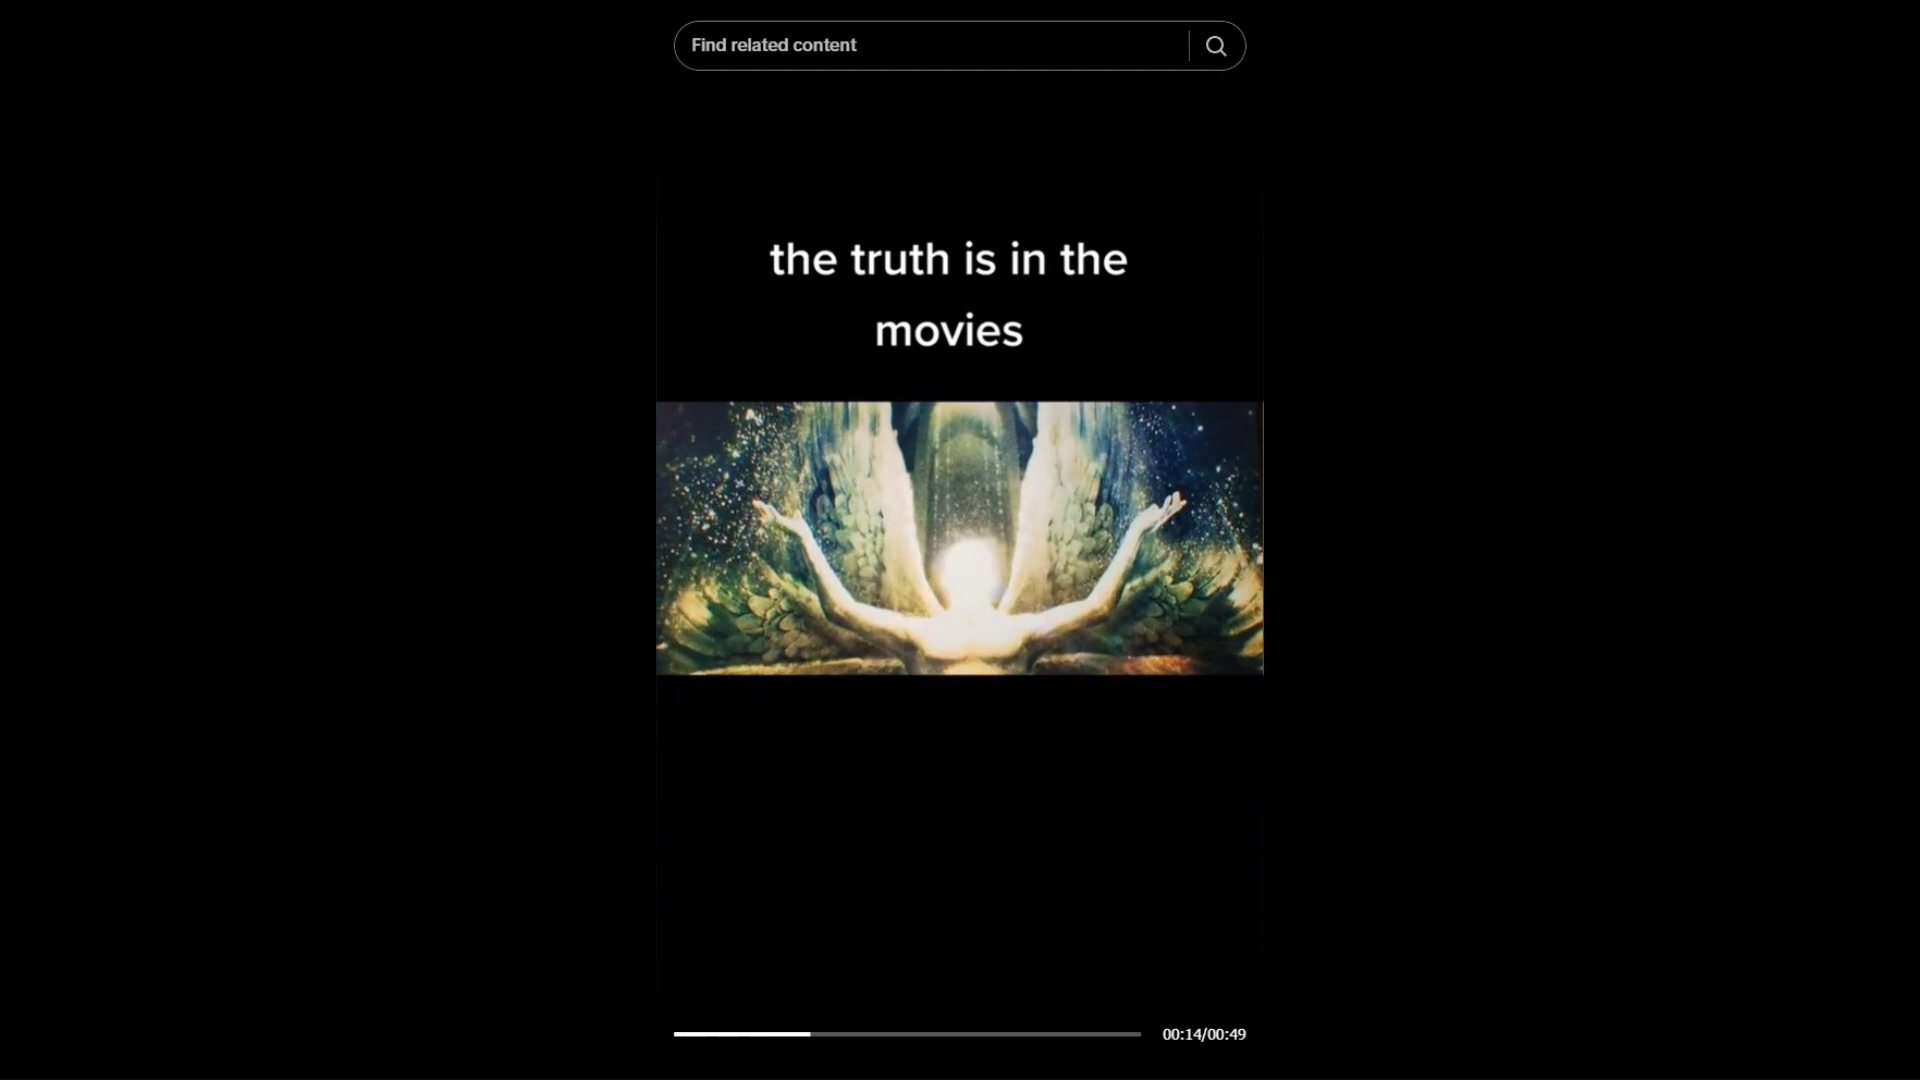 Find related content
the truth is in the
movies
00:14/00:49